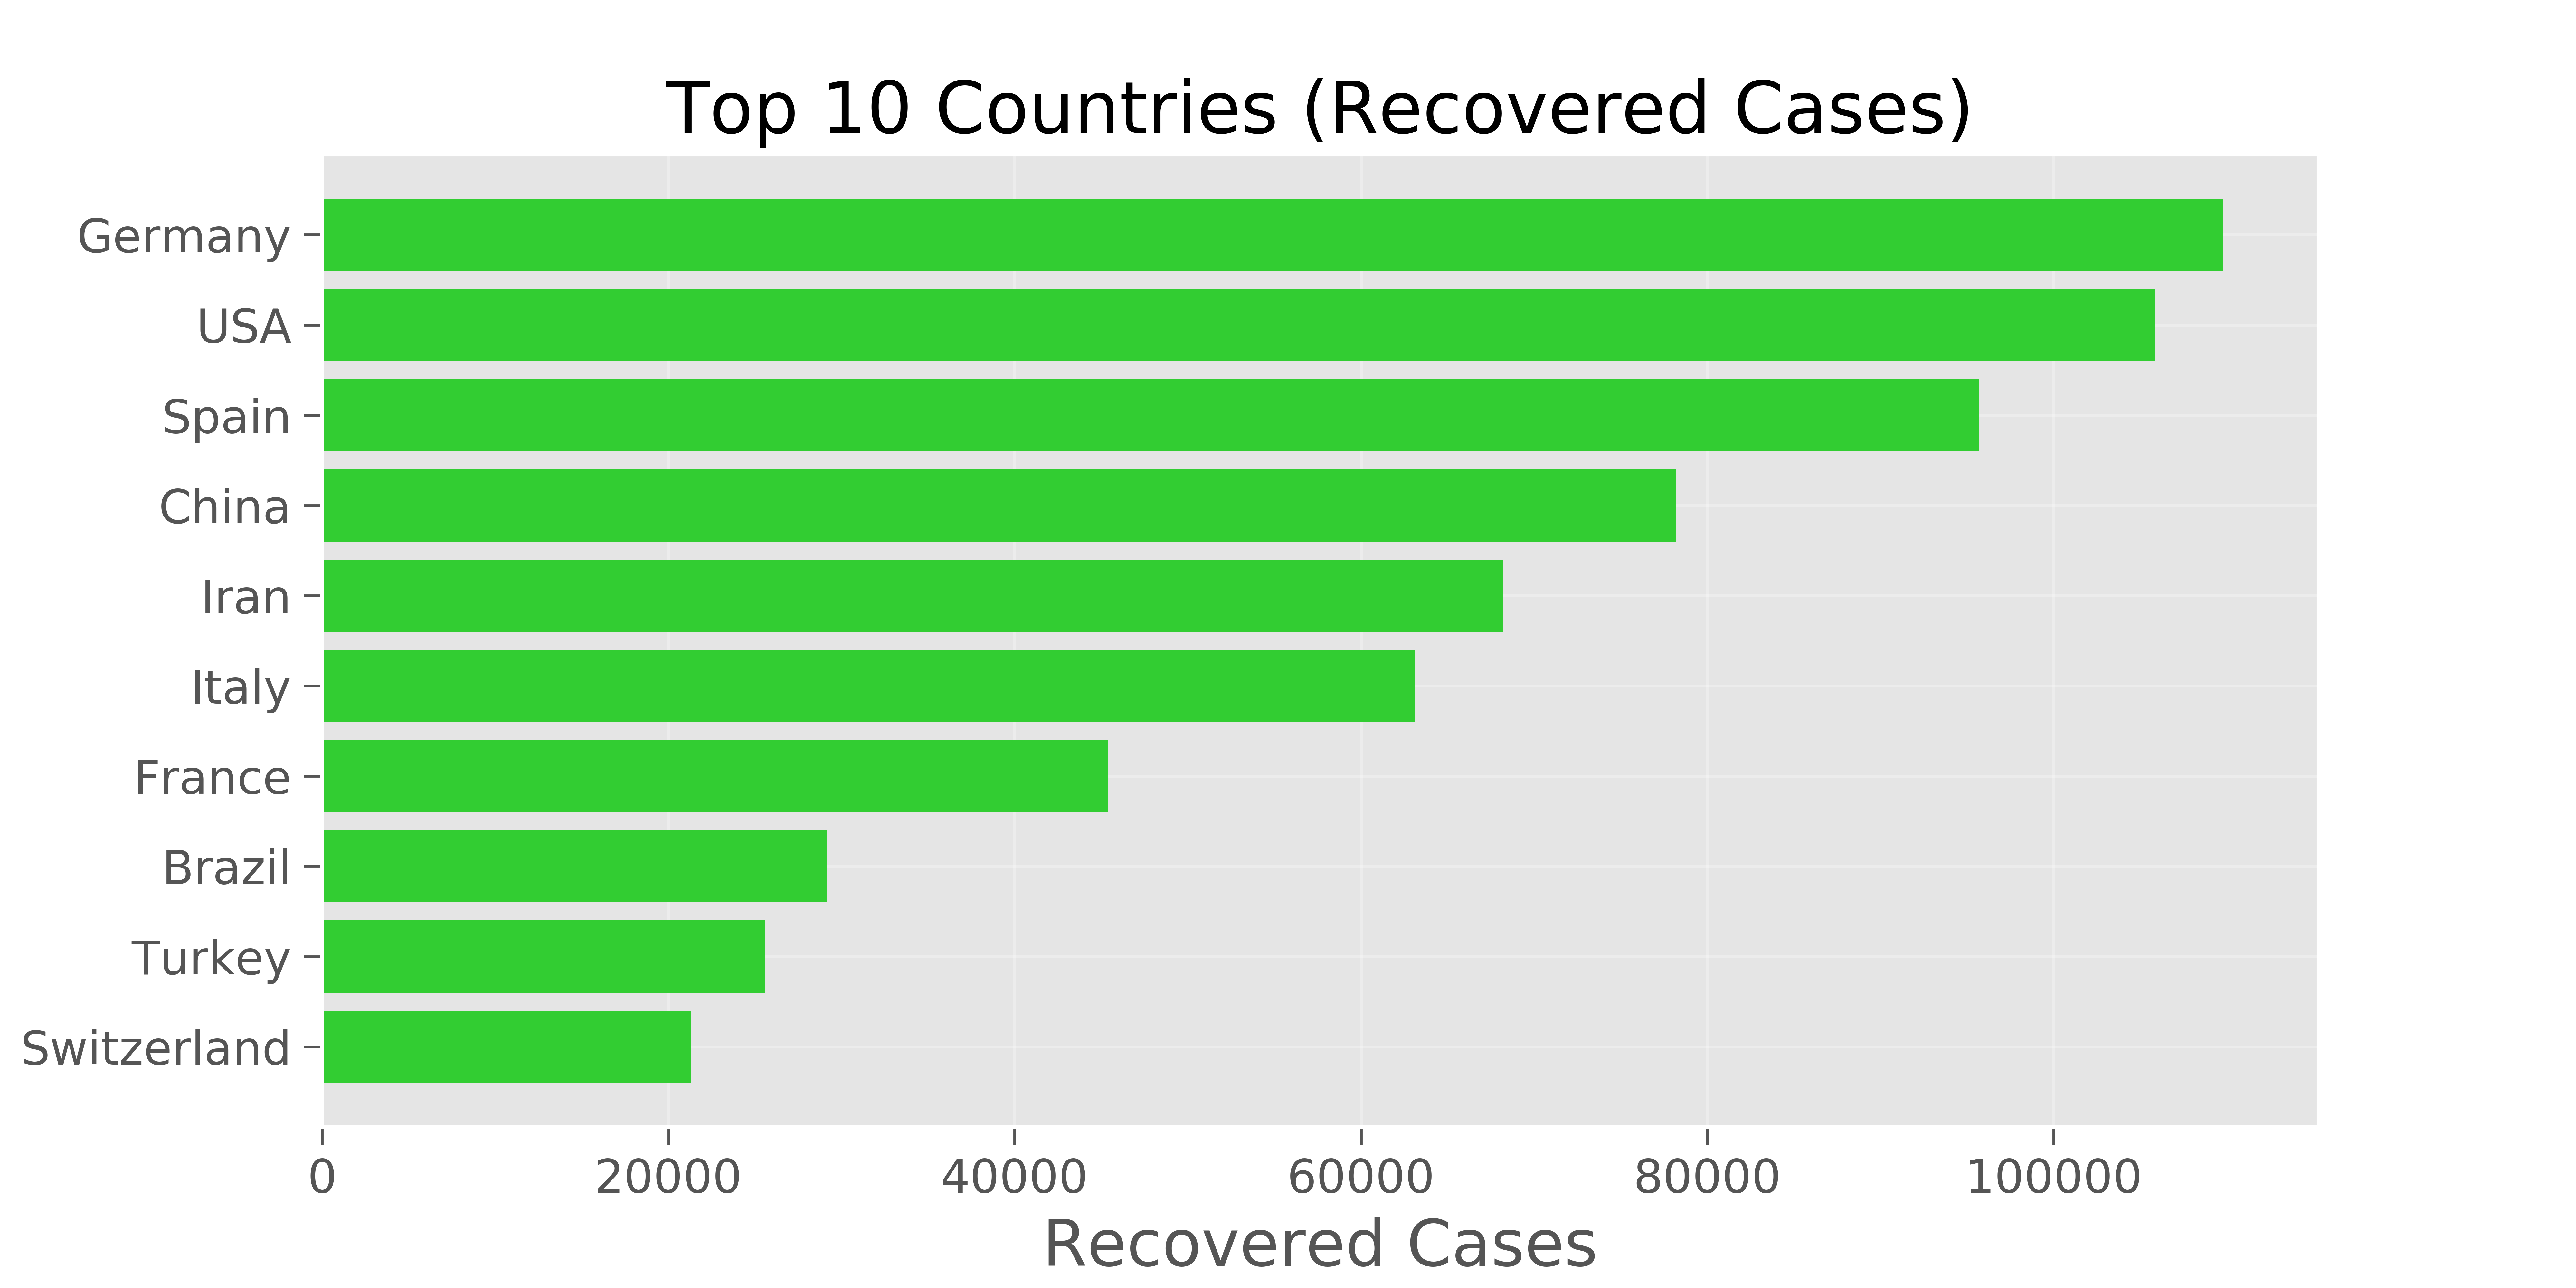 Top 10 Countries (Recovered Cases)
Germany
USA
Spain
China
Iran
Italy
France
Brazil
Turkey
Switzerland
0 20000 40000 60000 80000 100000
Recovered Cases